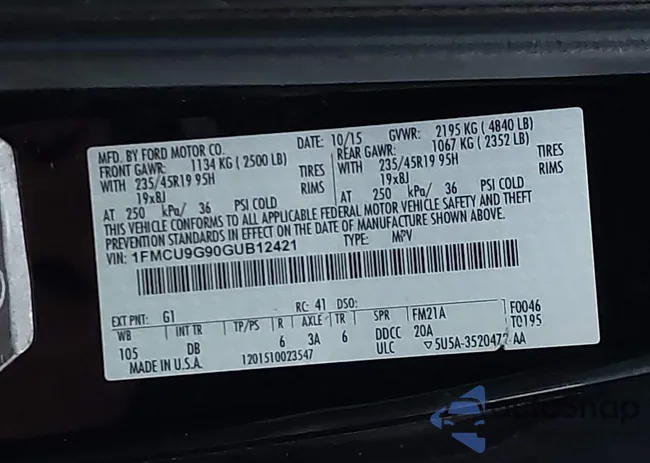 MFD. BY FORD MOTOR CO. DATE: 10/15 GVWR: 2195 KG ( 4840 LB)
FRONT GAWR: 1134 KG ( 2500 LB) REAR GAWR: 1067 KG ( 2352 LB)
WITH 235/45R19 95H TIRES WITH 235/45R19 95H TIRES
19x8J RIMS 19x8J RIMS
AT 250 kPa/ 36 PSI COLD AT 250 kPa/ 36 PSI COLD
THIS VEHICLE CONFORMS TO ALL APPLICABLE FEDERAL MOTOR VEHICLE SAFETY AND THEFT
PREVENTION STANDARDS IN EFFECT ON THE DATE OF MANUFACTURE SHOWN ABOVE.
VIN: 1FMCU9G90GUB12421 TYPE: MPV
EXT PNT: G1 RC: 41 DSO: FM21A F0046
WB INT TR TP/PS R AXLE TR SPR 20A T0195
105 DB 6 3A 6 DDCC
MADE IN U.S.A. 1201510023547 ULC ▽5U5A-3520472 AA
AutoSnap